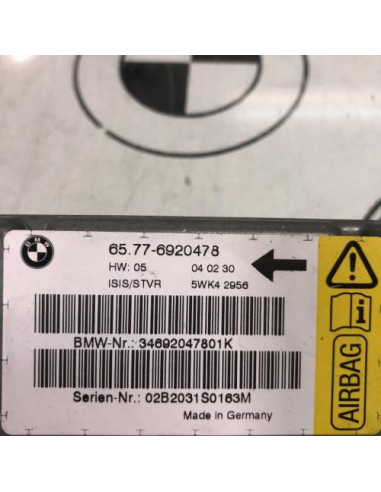 BMW
65.77-6920478
HW: 05 04 02 30
ISIS/STVR 5WK4 2956
BMW-Nr.: 34692047801K
Serien-Nr.: 02B2031S0163M
Made in Germany
AIRBAG
i
!